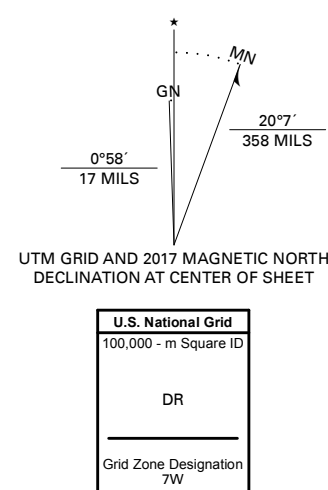 ★
MN
GN
20°7´
358 MILS
0°58´
17 MILS
UTM GRID AND 2017 MAGNETIC NORTH
DECLINATION AT CENTER OF SHEET
U.S. National Grid
100,000 - m Square ID
DR
Grid Zone Designation
7W